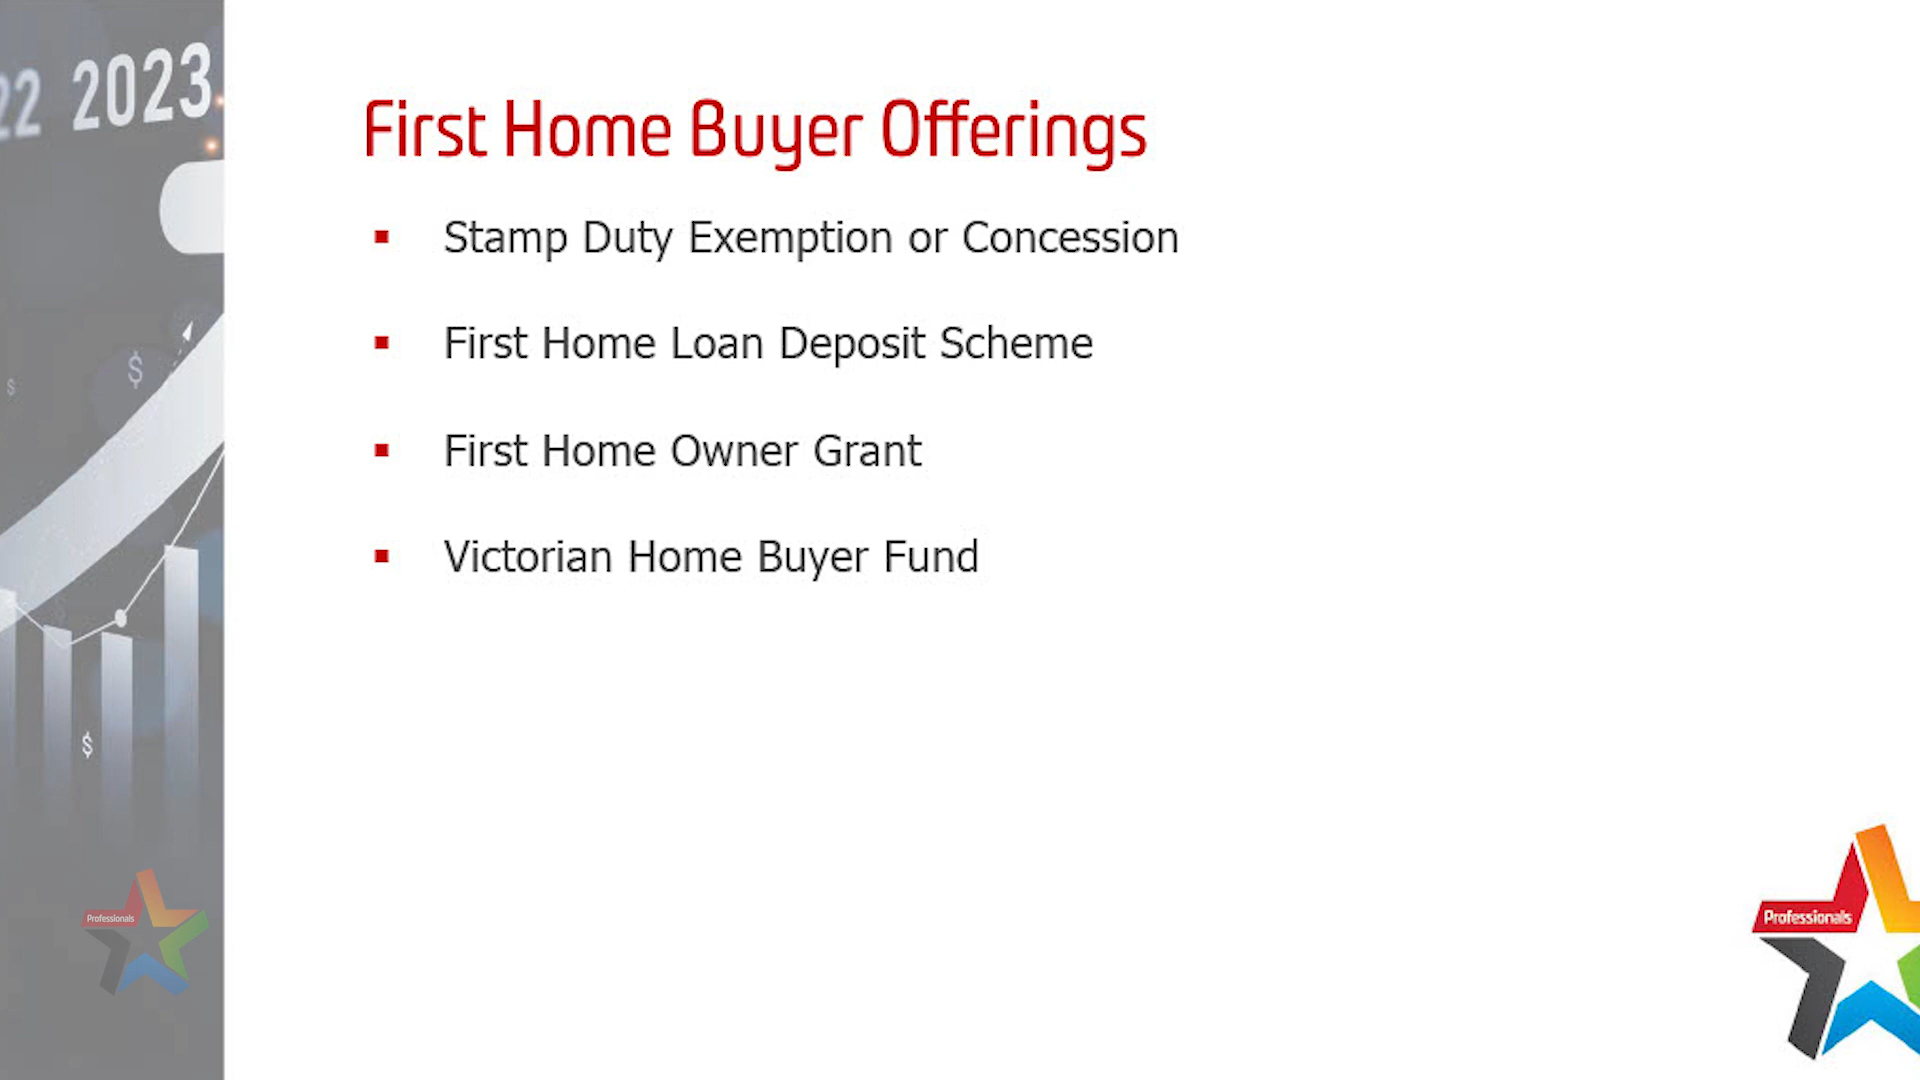 22 2023
First Home Buyer Offerings
Stamp Duty Exemption or Concession
First Home Loan Deposit Scheme
First Home Owner Grant
Victorian Home Buyer Fund
$
$
$
Professionals
Professionals